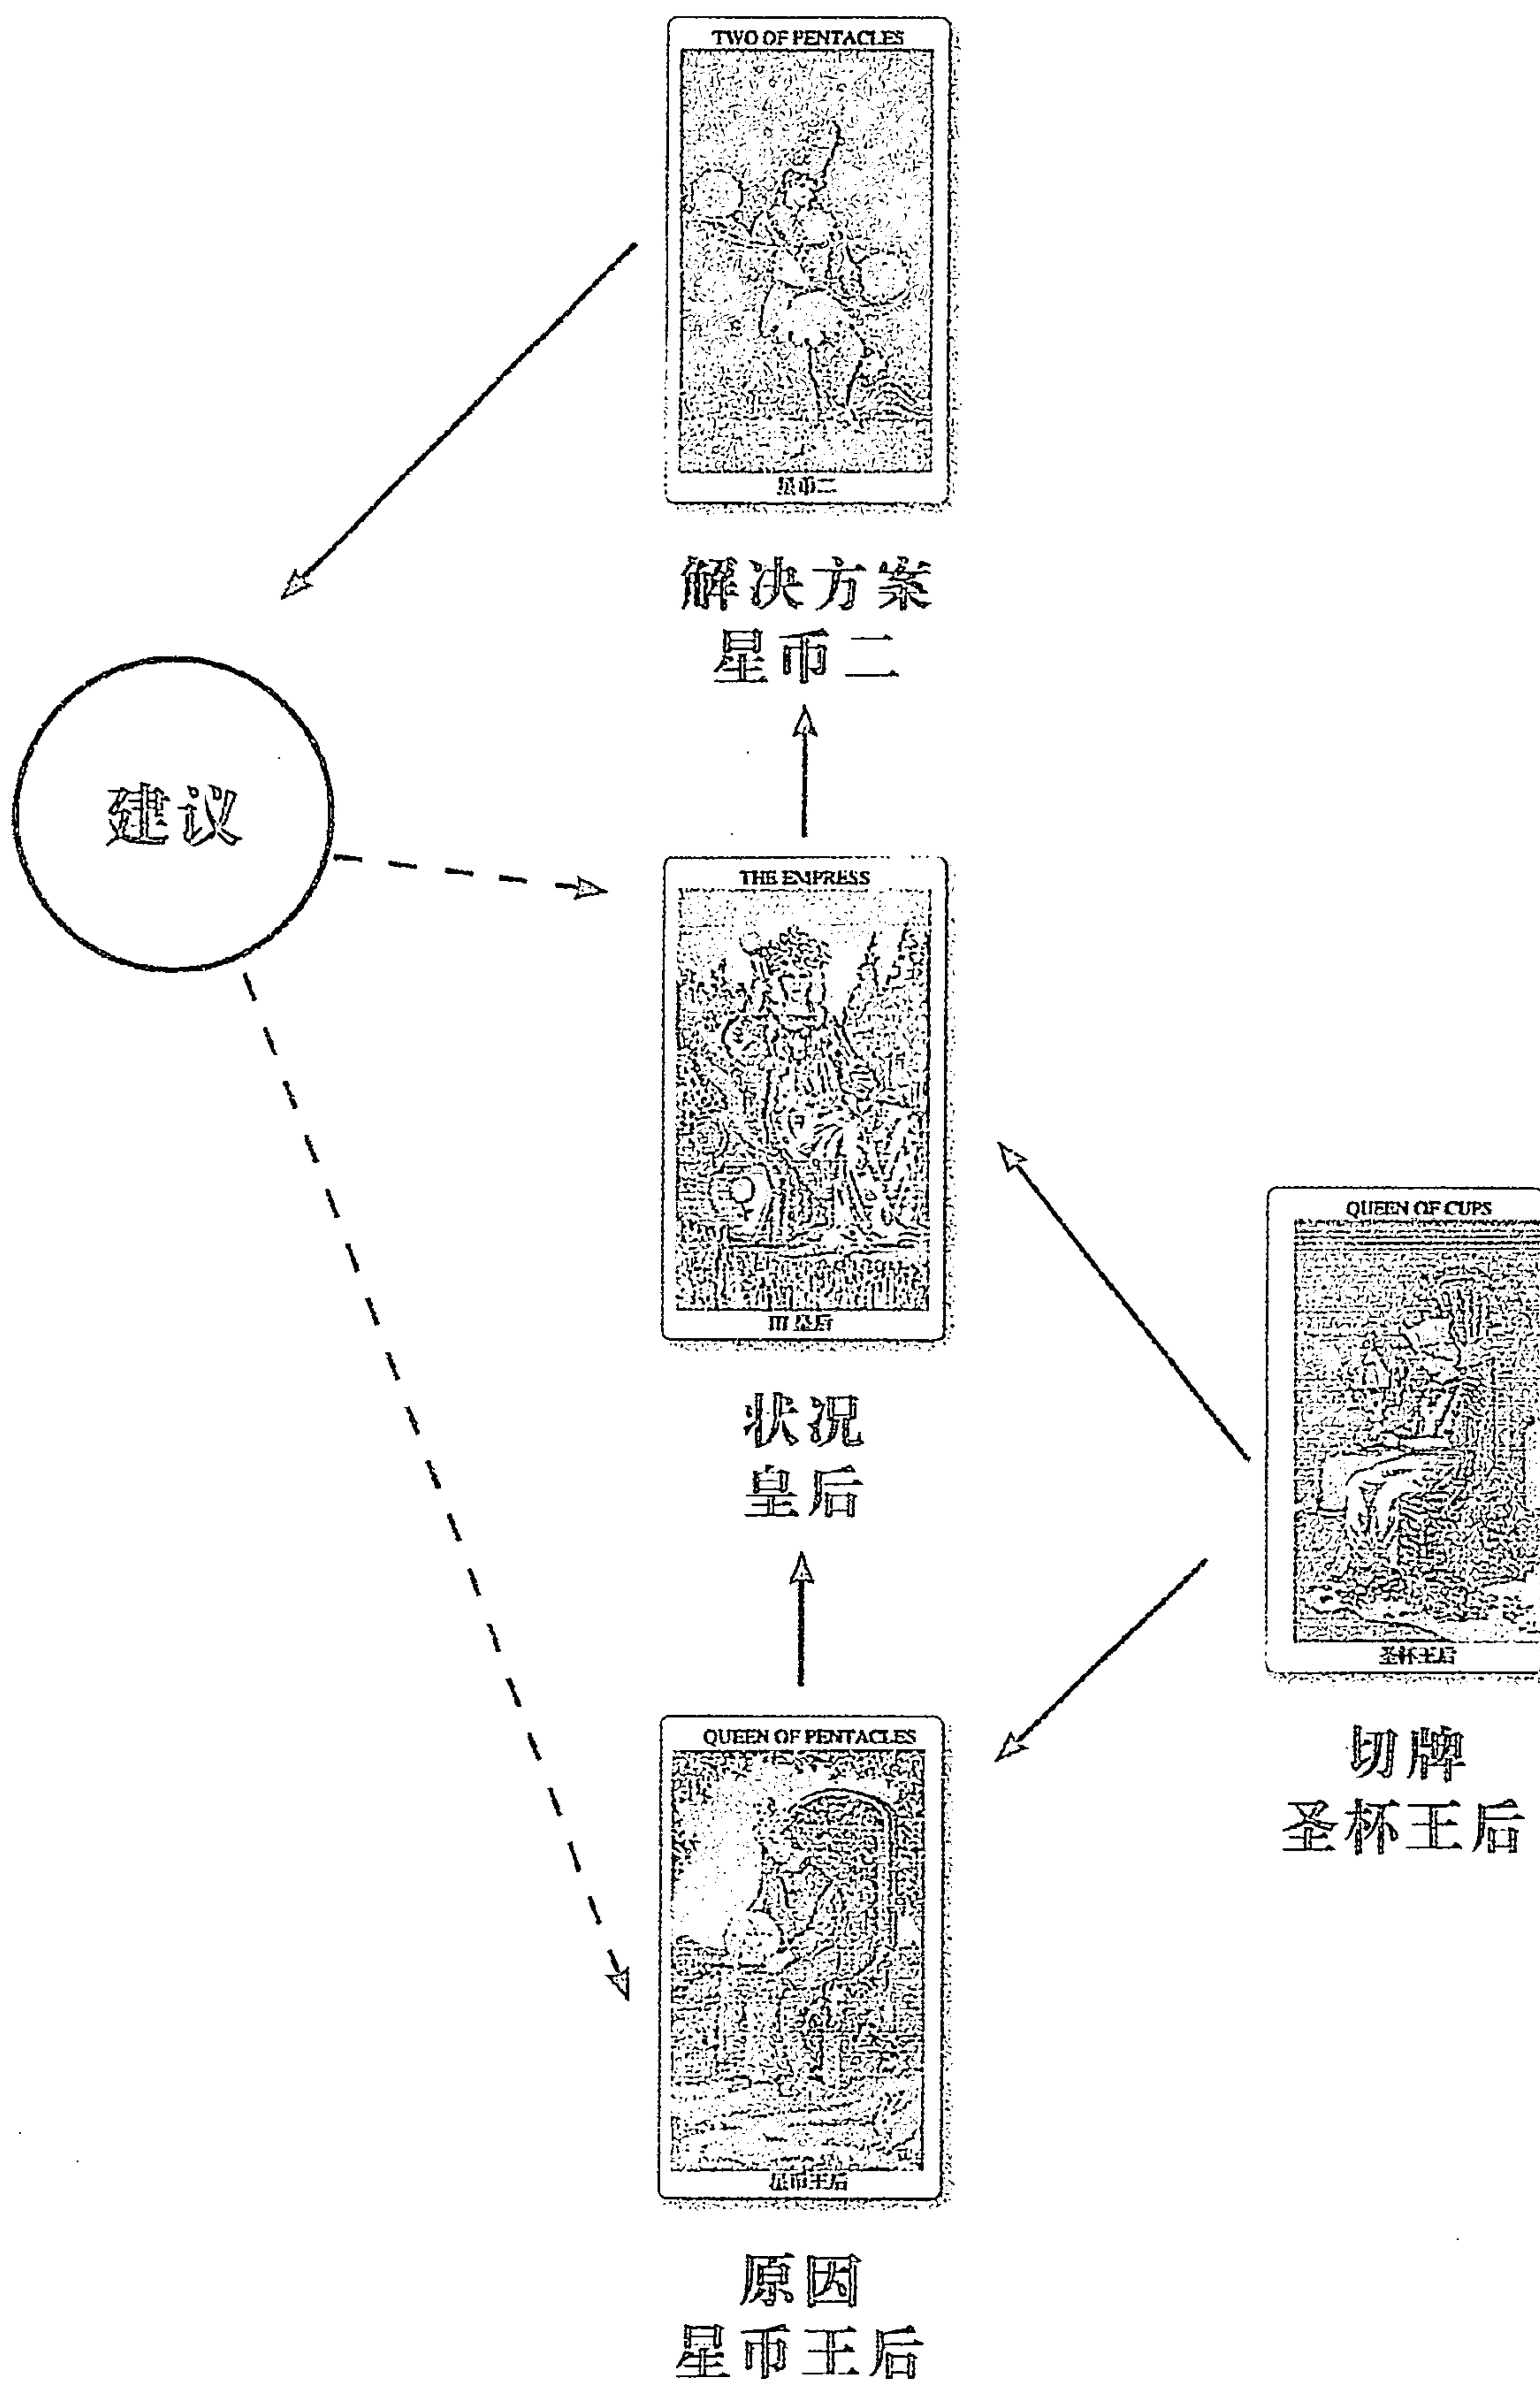 TWO OF PENTACLES
星币二
解决方案
星币二
建议
THE EMPRESS
III 皇后
状况
皇后
QUEEN OF CUPS
圣杯王后
切牌
圣杯王后
QUEEN OF PENTACLES
星币王后
原因
星币王后